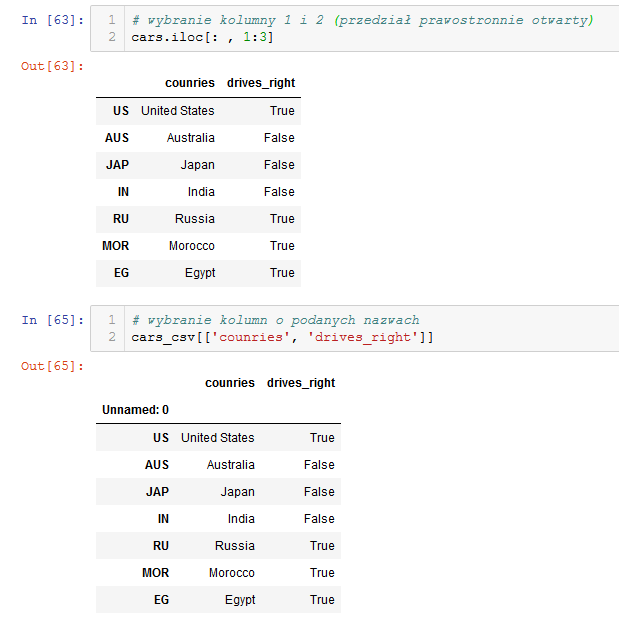 In [63]: 1 # wybranie kolumny 1 i 2 (przedział prawostronnie otwarty)
2 cars.iloc[: , 1:3]
Out[63]:
counries drives_right
US United States True
AUS Australia False
JAP Japan False
IN India False
RU Russia True
MOR Morocco True
EG Egypt True
In [65]: 1 # wybranie kolumn o podanych nazwach
2 cars_csv[['counries', 'drives_right']]
Out[65]:
counries drives_right
Unnamed: 0
US United States True
AUS Australia False
JAP Japan False
IN India False
RU Russia True
MOR Morocco True
EG Egypt True